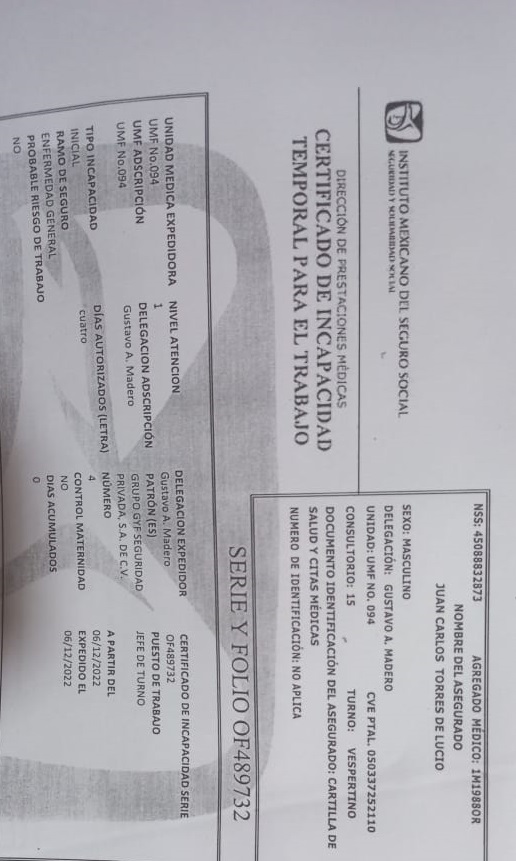 INSTITUTO MEXICANO DEL SEGURO SOCIAL
SEGURIDAD Y SOLIDARIDAD SOCIAL
DIRECCIÓN DE PRESTACIONES MÉDICAS
CERTIFICADO DE INCAPACIDAD
TEMPORAL PARA EL TRABAJO
NSS: 45088832873 AGREGADO MÉDICO: 1M1988OR
NOMBRE DEL ASEGURADO
JUAN CARLOS TORRES DE LUCIO
SEXO: MASCULINO
DELEGACIÓN: GUSTAVO A. MADERO
UNIDAD: UMF NO. 094 CVE PTAL. 050337252110
CONSULTORIO: 15 TURNO: VESPERTINO
DOCUMENTO IDENTIFICACIÓN DEL ASEGURADO: CARTILLA DE
SALUD Y CITAS MÉDICAS
NUMERO DE IDENTIFICACIÓN: NO APLICA
SERIE Y FOLIO OF489732
UNIDAD MEDICA EXPEDIDORA NIVEL ATENCION DELEGACION EXPEDIDOR CERTIFICADO DE INCAPACIDAD SERIE
UMF No.094 1 Gustavo A. Madero OF489732
UMF ADSCRIPCIÓN DELEGACION ADSCRIPCIÓN PATRÓN (ES) PUESTO DE TRABAJO
UMF No.094 Gustavo A. Madero GRUPO GYF SEGURIDAD JEFE DE TURNO
PRIVADA, S.A. DE C.V.
TIPO INCAPACIDAD DÍAS AUTORIZADOS (LETRA) NÚMERO A PARTIR DEL
INICIAL cuatro 4 06/12/2022
RAMO DE SEGURO CONTROL MATERNIDAD EXPEDIDO EL
ENFERMEDAD GENERAL NO 06/12/2022
PROBABLE RIESGO DE TRABAJO DIAS ACUMULADOS
NO 0